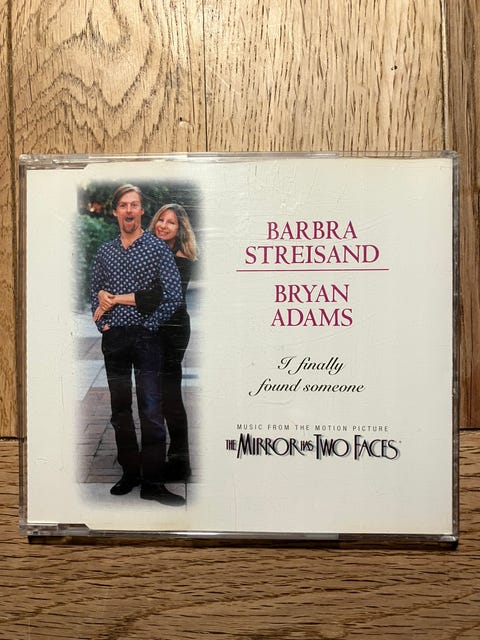 BARBRA
STREISAND
BRYAN
ADAMS
I finally
found someone
MUSIC FROM THE MOTION PICTURE
THE MIRROR HAS TWO FACES